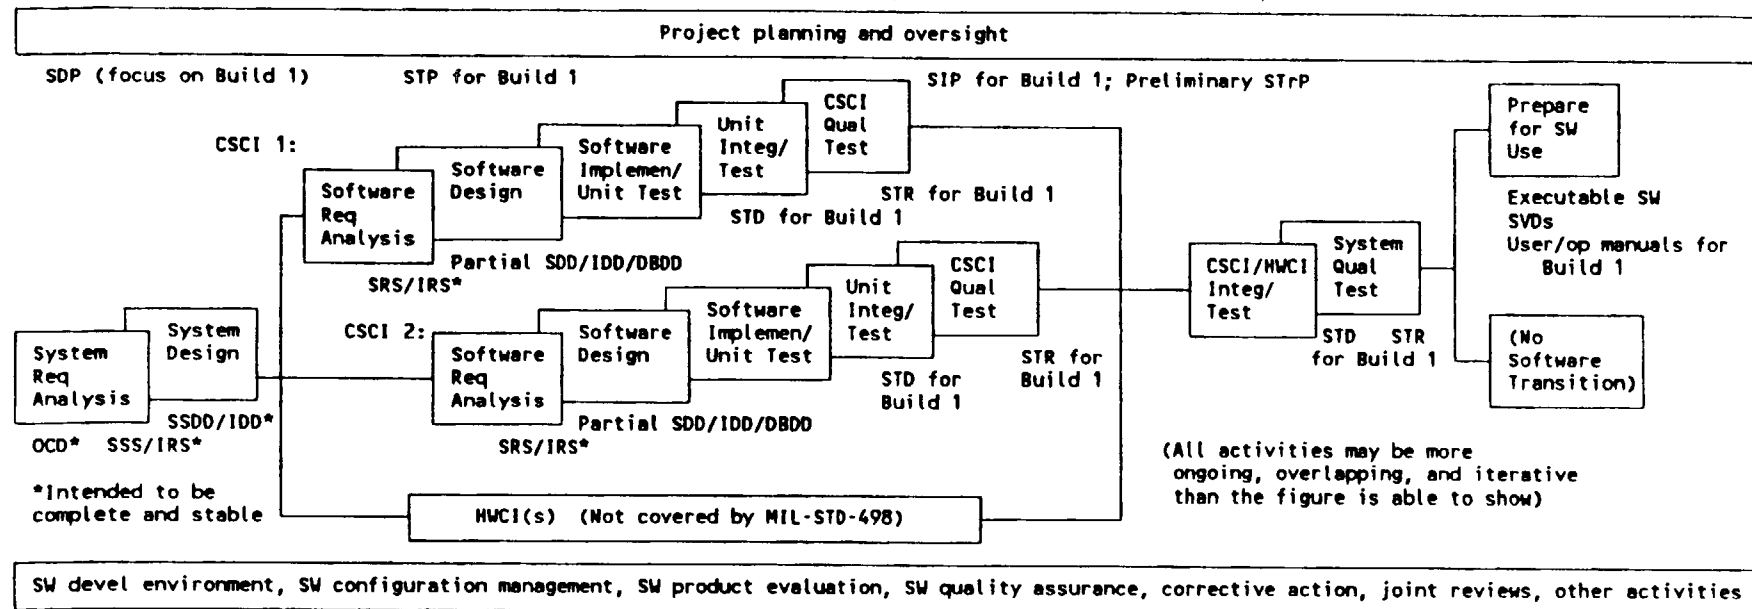 Project planning and oversight
SDP (focus on Build 1)
STP for Build 1
SIP for Build 1; Preliminary STrP
CSCI 1:
Software
Req
Analysis
Software
Design
Software
Implemen/
Unit Test
Unit
Integ/
Test
CSCI
Qual
Test
STR for Build 1
STD for Build 1
Partial SDD/IDD/DBDD
SRS/IRS*
CSCI 2:
Software
Req
Analysis
Software
Design
Software
Implemen/
Unit Test
Unit
Integ/
Test
CSCI
Qual
Test
STR for
Build 1
STD for
Build 1
Partial SDD/IDD/DBDD
SRS/IRS*
System
Req
Analysis
System
Design
SSDD/IDD*
OCD* SSS/IRS*
*Intended to be
complete and stable
HWCI(s) (Not covered by MIL-STD-498)
CSCI/HWCI
Integ/
Test
System
Qual
Test
STD STR
for Build 1
Prepare
for SW
Use
Executable SW
SVDs
User/op manuals for
Build 1
(No
Software
Transition)
(All activities may be more
ongoing, overlapping, and iterative
than the figure is able to show)
SW devel environment, SW configuration management, SW product evaluation, SW quality assurance, corrective action, joint reviews, other activities